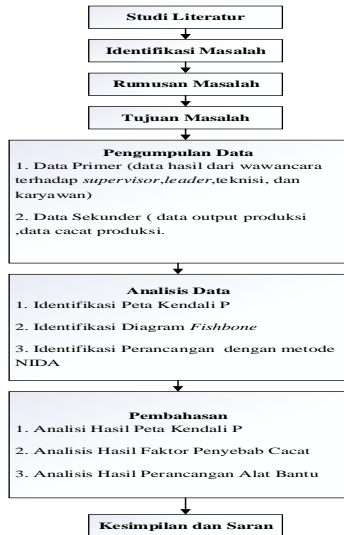 Studi Literatur
Identifikasi Masalah
Rumusan Masalah
Tujuan Masalah
Pengumpulan Data
1. Data Primer (data hasil dari wawancara
terhadap supervisor,leader,teknisi, dan
karyawan)
2. Data Sekunder ( data output produksi
,data cacat produksi.
Analisis Data
1. Identifikasi Peta Kendali P
2. Identifikasi Diagram Fishbone
3. Identifikasi Perancangan dengan metode
NIDA
Pembahasan
1. Analisi Hasil Peta Kendali P
2. Analisis Hasil Faktor Penyebab Cacat
3. Analisis Hasil Perancangan Alat Bantu
Kesimpilan dan Saran